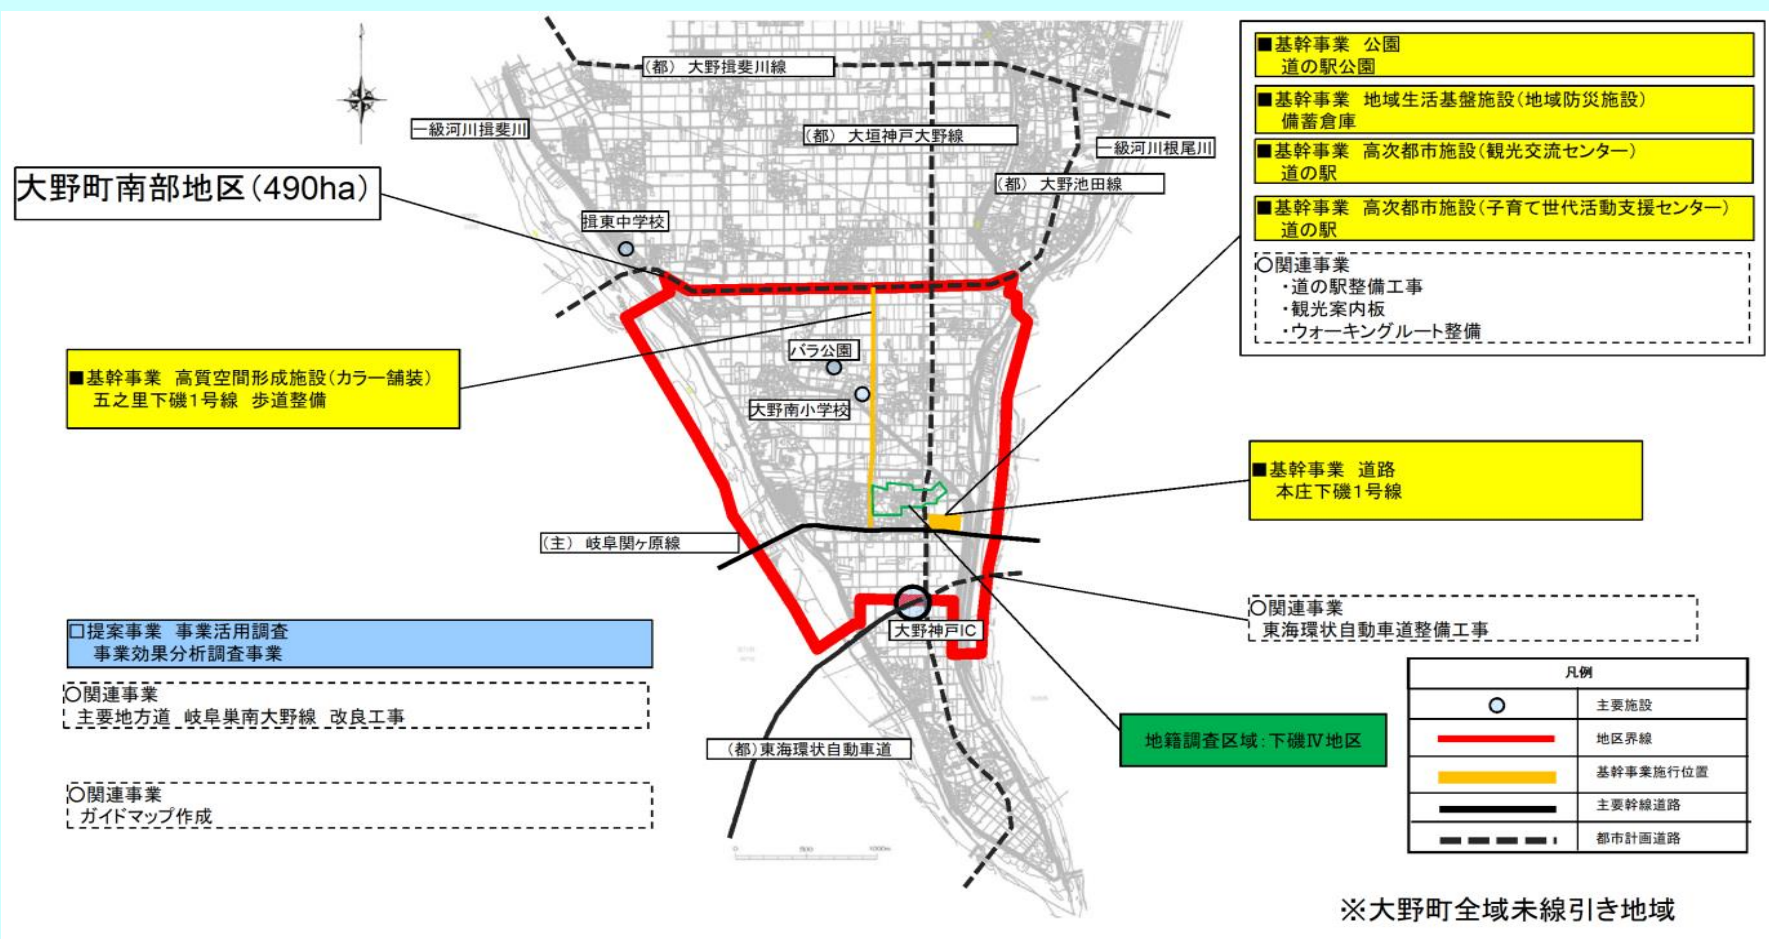 (都) 大野揖斐川線
一級河川揖斐川
(都) 大垣神戸大野線
一級河川根尾川
(都) 大野池田線
大野町南部地区(490ha)
揖東中学校
■基幹事業 公園
道の駅公園
■基幹事業 地域生活基盤施設(地域防災施設)
備蓄倉庫
■基幹事業 高次都市施設(観光交流センター)
道の駅
■基幹事業 高次都市施設(子育て世代活動支援センター)
道の駅
○関連事業
・道の駅整備工事
・観光案内板
・ウォーキングルート整備
■基幹事業 高質空間形成施設(カラー舗装)
五之里下磯1号線 歩道整備
バラ公園
大野南小学校
■基幹事業 道路
本庄下磯1号線
(主) 岐阜関ヶ原線
○関連事業
東海環状自動車道整備工事
大野神戸IC
□提案事業 事業活用調査
事業効果分析調査事業
○関連事業
主要地方道 岐阜巣南大野線 改良工事
(都)東海環状自動車道
地籍調査区域:下磯Ⅳ地区
○関連事業
ガイドマップ作成
凡例
主要施設
地区界線
基幹事業施行位置
主要幹線道路
都市計画道路
0 500 1000m
※大野町全域未線引き地域